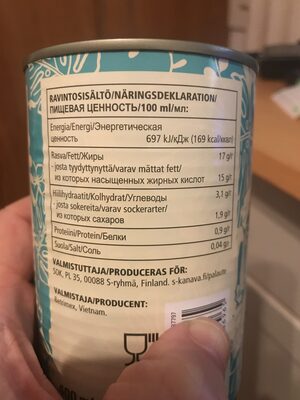 RAVINTOSISÄLTÖ/NÄRINGSDEKLARATION/
ПИЩЕВАЯ ЦЕННОСТЬ/100 ml/мл:
Energia/Energi/Энергетическая
ценность 697 kJ/кДж (169 kcal/ккал)
Rasva/Fett/Жиры 17 g/г
- josta tyydyttynyttä/varav mättat fett/
из которых насыщенных жирных кислот 15 g/г
Hiilihydraatit/Kolhydrat/Углеводы 3,1 g/г
- josta sokereita/varav sockerarter/
из которых сахаров 1,9 g/г
Proteiini/Protein/Белки 0,9 g/г
Suola/Salt/Соль 0,04 g/г
VALMISTUTTAJA/PRODUCERAS FÖR:
SOK, PL 35, 00088 S-ryhmä, Finland. s-kanava.fi/palaute
VALMISTAJA/PRODUCENT:
Vietnam.